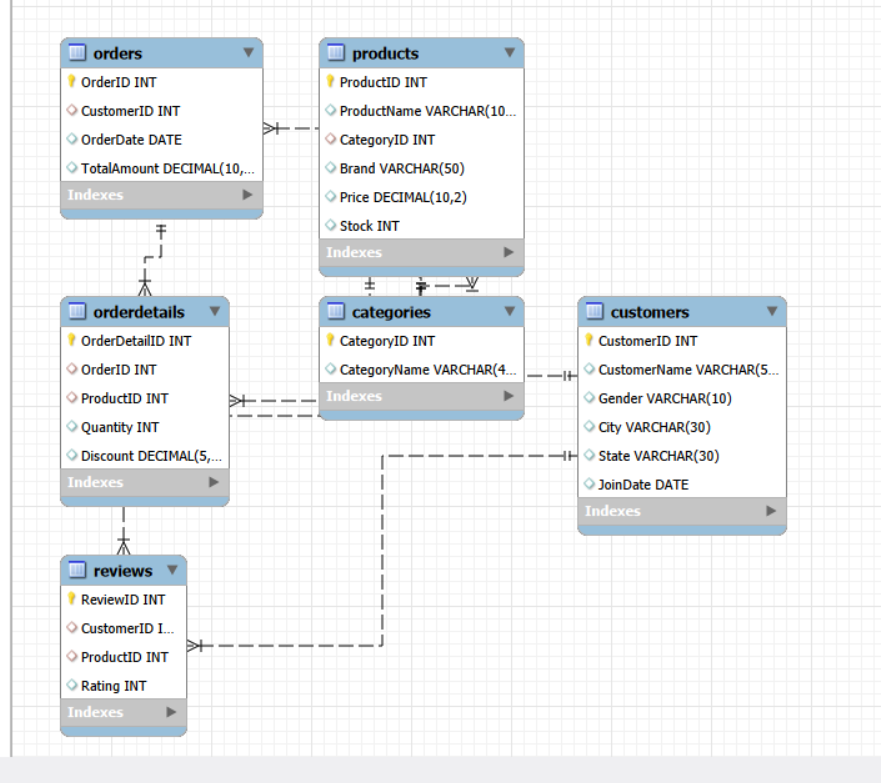 orders
OrderID INT
CustomerID INT
OrderDate DATE
TotalAmount DECIMAL(10,...
Indexes
products
ProductID INT
ProductName VARCHAR(10...
CategoryID INT
Brand VARCHAR(50)
Price DECIMAL(10,2)
Stock INT
Indexes
orderdetails
OrderDetailID INT
OrderID INT
ProductID INT
Quantity INT
Discount DECIMAL(5,...
Indexes
categories
CategoryID INT
CategoryName VARCHAR(4...
Indexes
customers
CustomerID INT
CustomerName VARCHAR(5...
Gender VARCHAR(10)
City VARCHAR(30)
State VARCHAR(30)
JoinDate DATE
Indexes
reviews
ReviewID INT
CustomerID I...
ProductID INT
Rating INT
Indexes